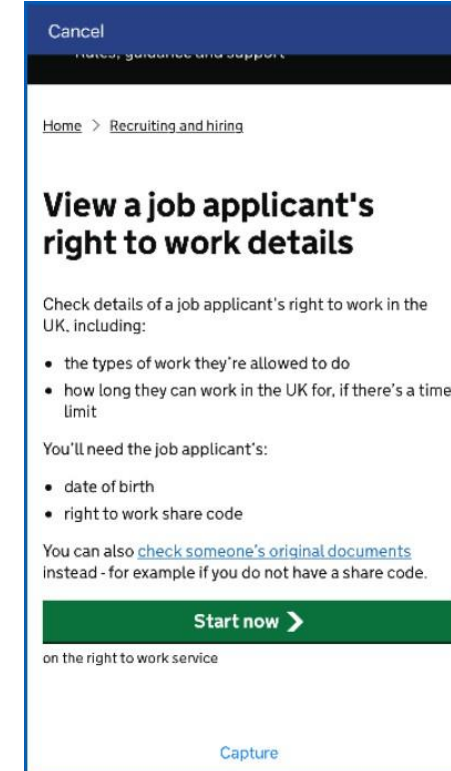 Cancel
Rules, guidance and support
Home > Recruiting and hiring
View a job applicant's
right to work details
Check details of a job applicant's right to work in the
UK, including:
• the types of work they're allowed to do
• how long they can work in the UK for, if there's a time
limit
You'll need the job applicant's:
• date of birth
• right to work share code
You can also check someone's original documents
instead - for example if you do not have a share code.
Start now ❯
on the right to work service
Capture